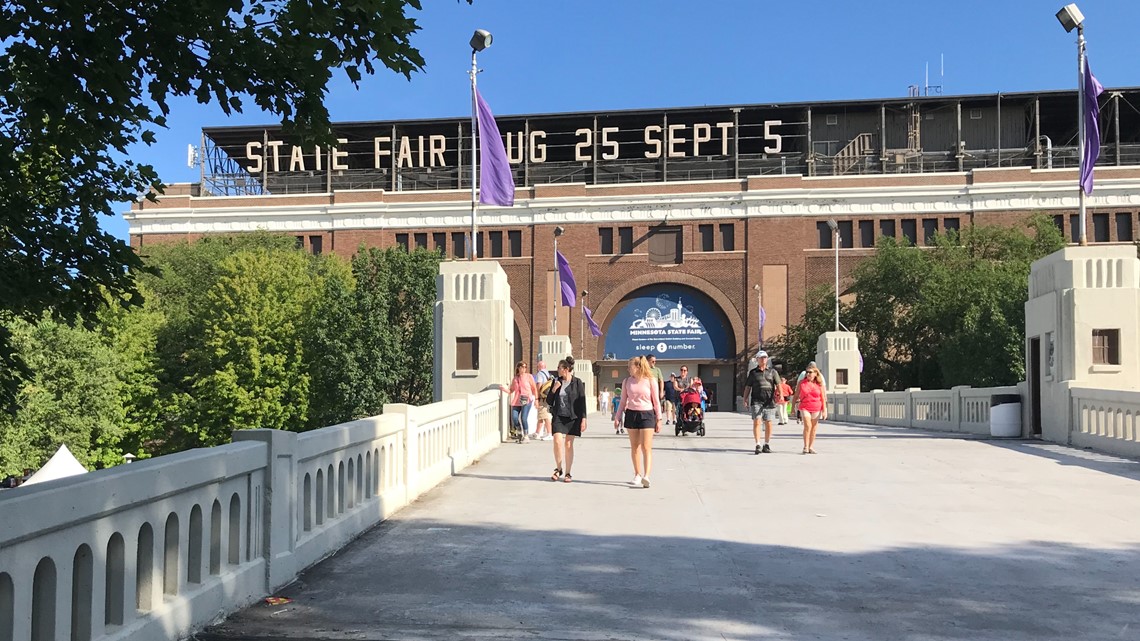 STATE FAIR AUG 25 SEPT 5
MINNESOTA STATE FAIR
sleep number